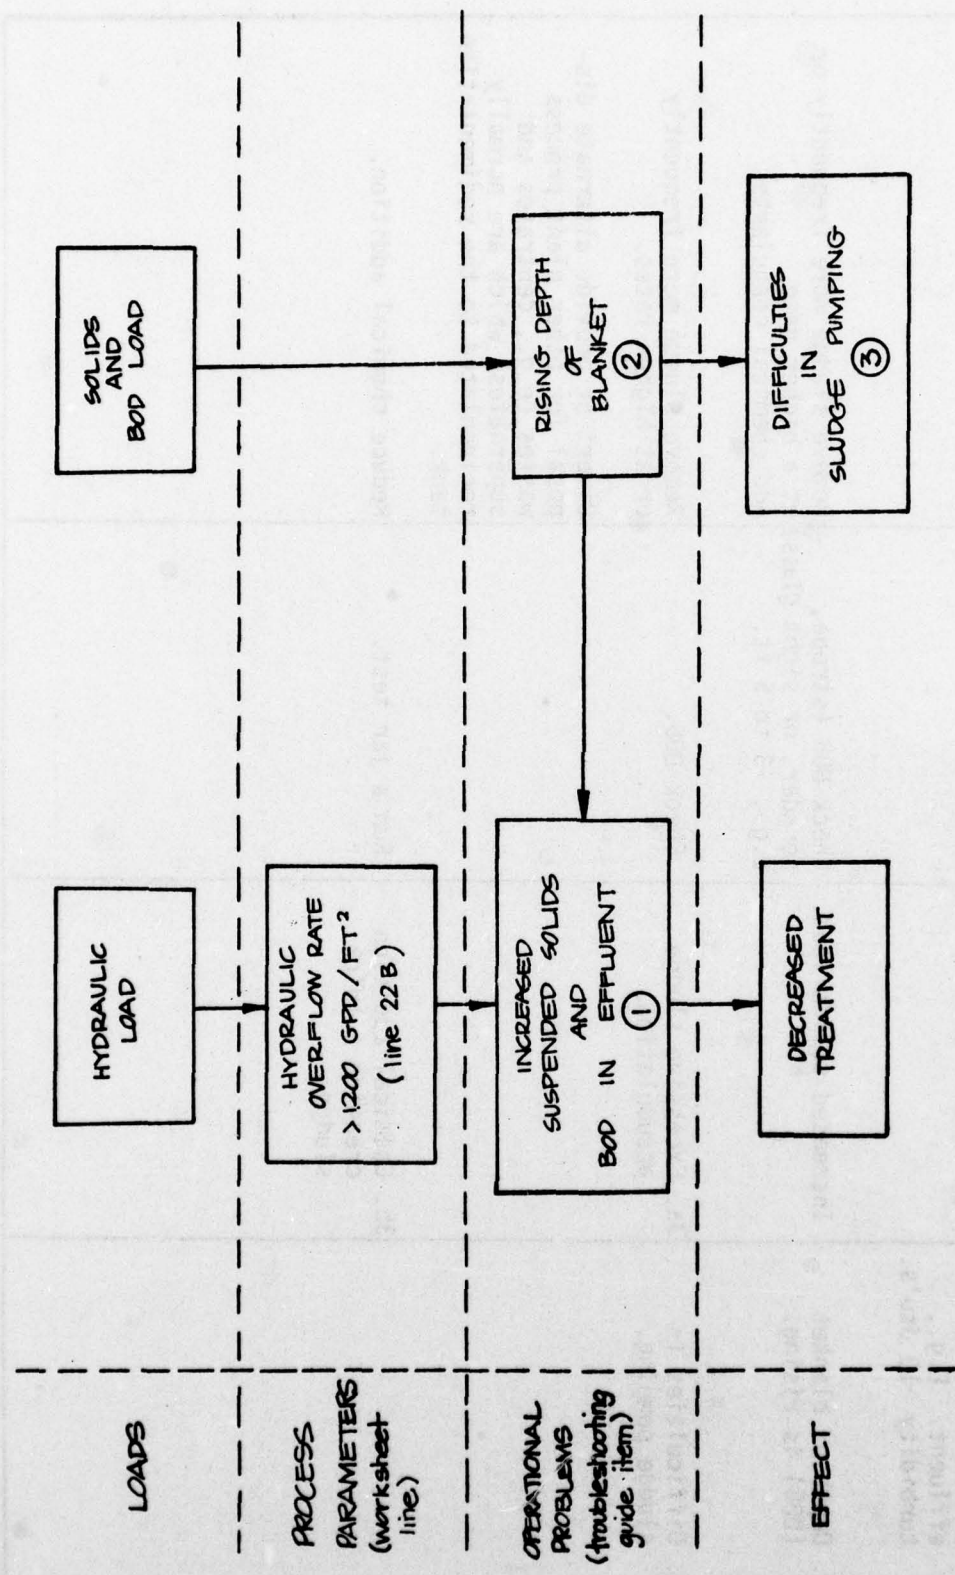 LOADS
HYDRAULIC
LOAD
SOLIDS
AND
BOD LOAD
PROCESS
PARAMETERS
(worksheet
line)
HYDRAULIC
OVERFLOW RATE
>1200 GPD/FT²
(line 22B)
OPERATIONAL
PROBLEMS
(troubleshooting
guide item)
INCREASED
SUSPENDED SOLIDS
AND
BOD IN EFFLUENT
1
RISING DEPTH
OF
BLANKET
2
EFFECT
DECREASED
TREATMENT
DIFFICULTIES
IN
SLUDGE PUMPING
3